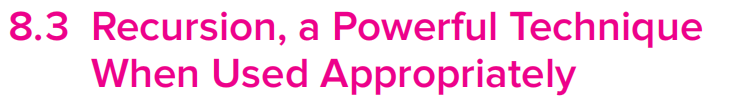 8.3 Recursion, a Powerful Technique
When Used Appropriately